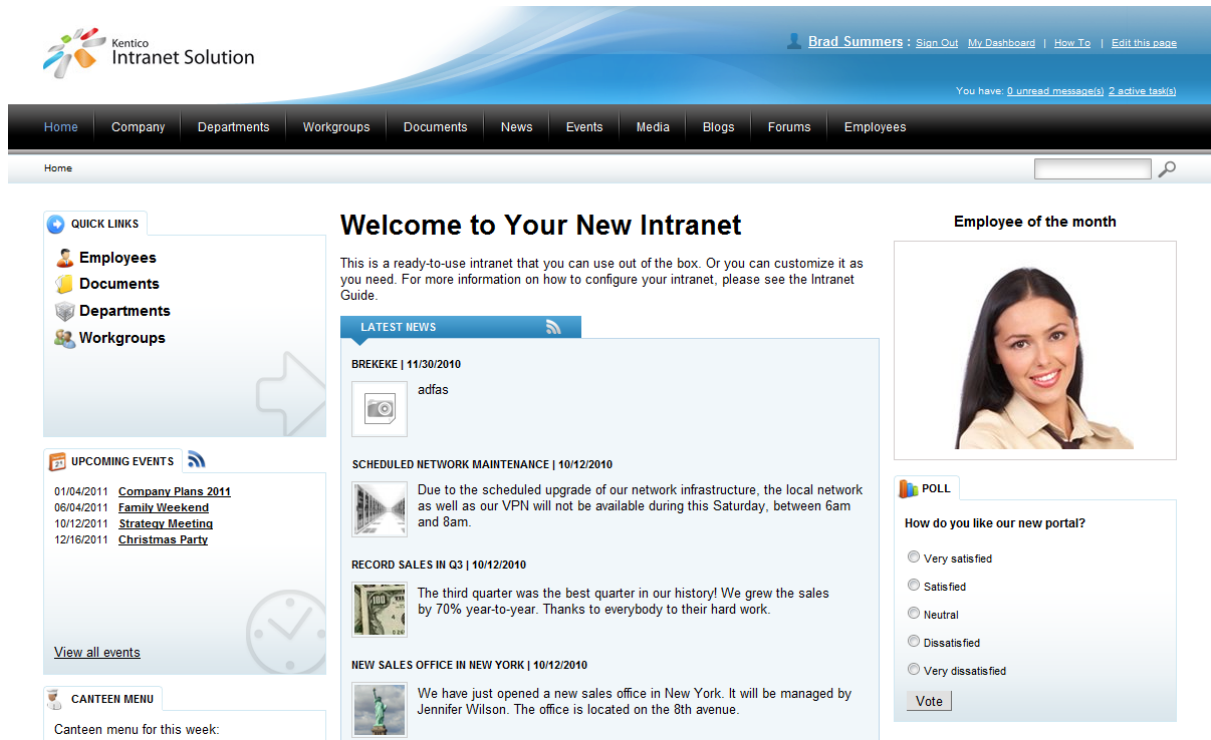 Kentico
Intranet Solution
Brad Summers : Sign Out My Dashboard | How To | Edit this page
You have: 0 unread message(s) 2 active task(s)
Home Company Departments Workgroups Documents News Events Media Blogs Forums Employees
Home
QUICK LINKS
Employees
Documents
Departments
Workgroups
21 UPCOMING EVENTS
01/04/2011 Company Plans 2011
06/04/2011 Family Weekend
10/12/2011 Strategy Meeting
12/16/2011 Christmas Party
View all events
CANTEEN MENU
Canteen menu for this week:
Welcome to Your New Intranet
This is a ready-to-use intranet that you can use out of the box. Or you can customize it as
you need. For more information on how to configure your intranet, please see the Intranet
Guide.
LATEST NEWS
BREKEKE | 11/30/2010
adfas
SCHEDULED NETWORK MAINTENANCE | 10/12/2010
Due to the scheduled upgrade of our network infrastructure, the local network
as well as our VPN will not be available during this Saturday, between 6am
and 8am.
RECORD SALES IN Q3 | 10/12/2010
The third quarter was the best quarter in our history! We grew the sales
by 70% year-to-year. Thanks to everybody to their hard work.
NEW SALES OFFICE IN NEW YORK | 10/12/2010
We have just opened a new sales office in New York. It will be managed by
Jennifer Wilson. The office is located on the 8th avenue.
Employee of the month
POLL
How do you like our new portal?
Very satisfied
Satisfied
Neutral
Dissatisfied
Very dissatisfied
Vote